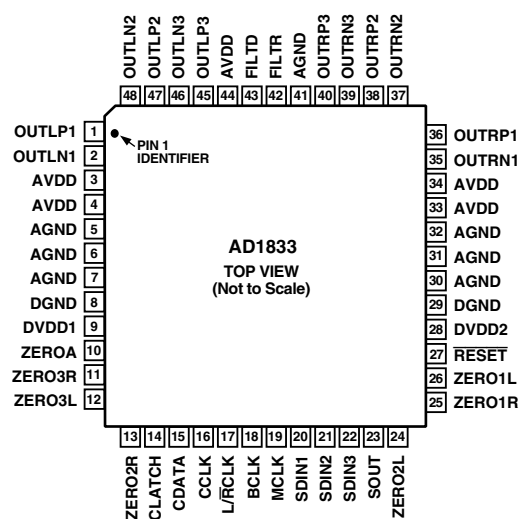 OUTLN2
OUTLP2
OUTLN3
OUTLP3
AVDD
FILTD
FILTR
AGND
OUTRP3
OUTRN3
OUTRP2
OUTRN2
48 47 46 45 44 43 42 41 40 39 38 37
OUTLP1 1
OUTLN1 2
AVDD 3
AVDD 4
AGND 5
AGND 6
AGND 7
DGND 8
DVDD1 9
ZEROA 10
ZERO3R 11
ZERO3L 12
PIN 1
IDENTIFIER
AD1833
TOP VIEW
(Not to Scale)
36 OUTRP1
35 OUTRN1
34 AVDD
33 AVDD
32 AGND
31 AGND
30 AGND
29 DGND
28 DVDD2
27 RESET
26 ZERO1L
25 ZERO1R
13 14 15 16 17 18 19 20 21 22 23 24
ZERO2R
CLATCH
CDATA
CCLK
L/RCLK
BCLK
MCLK
SDIN1
SDIN2
SDIN3
SOUT
ZERO2L